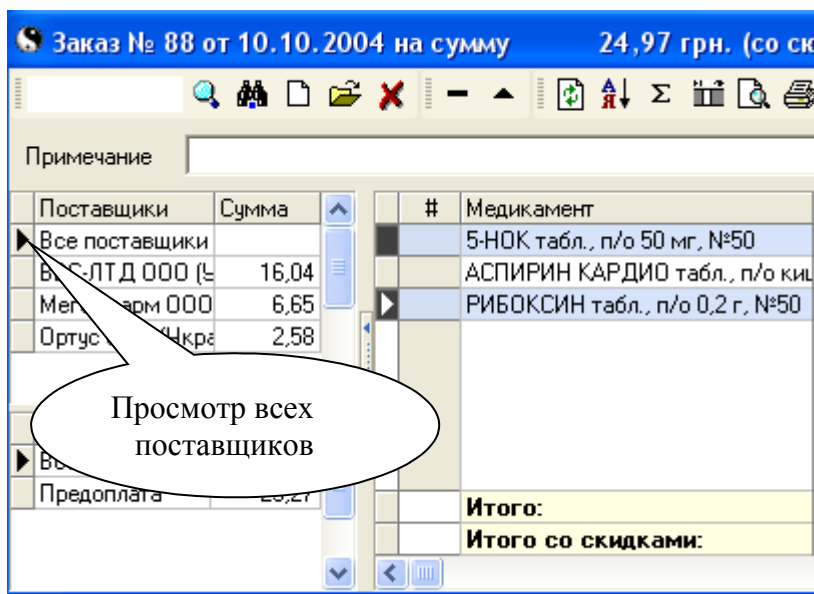 Заказ № 88 от 10.10.2004 на сумму 24,97 грн. (со ск
Примечание
Поставщики Сумма
Все поставщики
16,04
6,65
2,58
# Медикамент
5-НОК табл., п/о 50 мг, №50
АСПИРИН КАРДИО табл., п/о киш
РИБОКСИН табл., п/о 0,2 г, №50
Просмотр всех
поставщиков
Предоплата
Итого:
Итого со скидками: